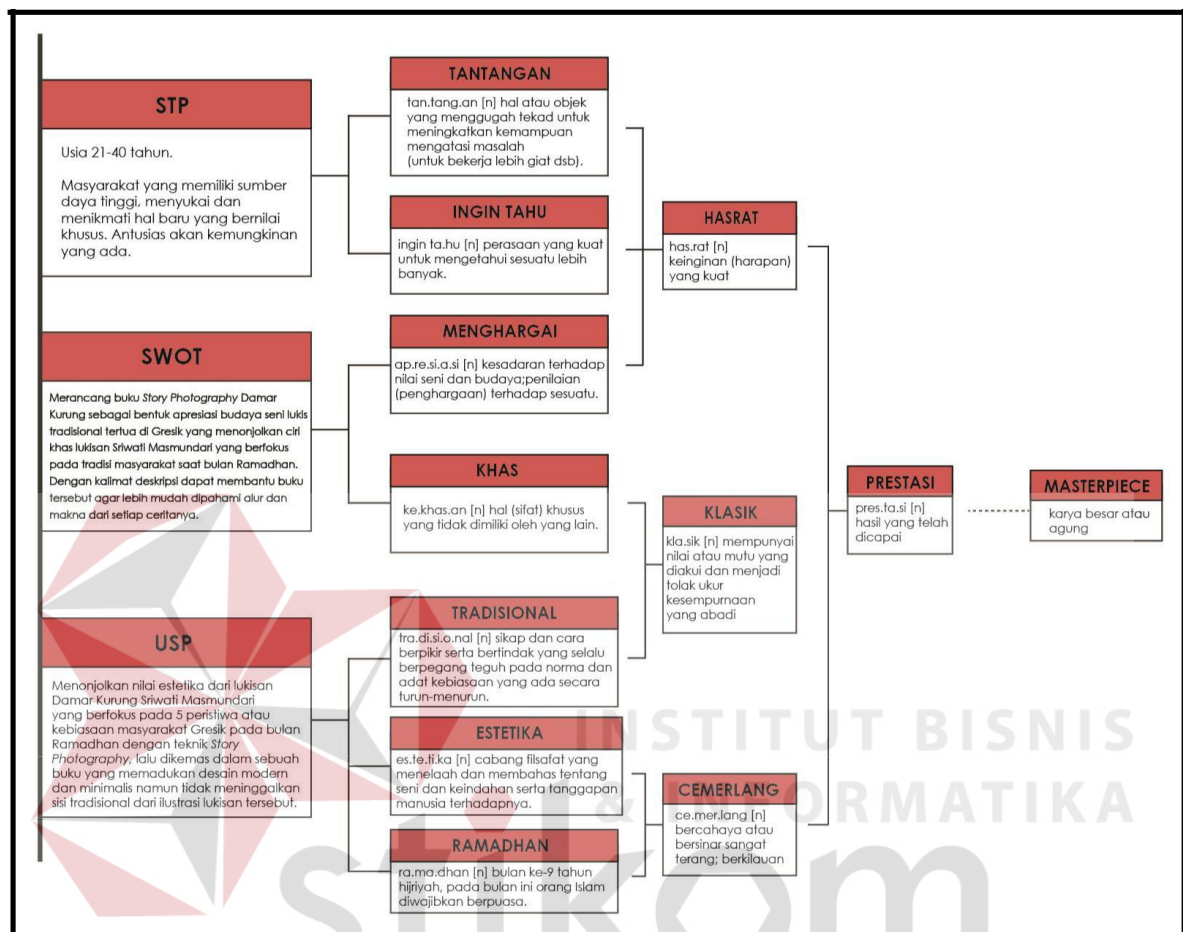 STP
Usia 21-40 tahun.
Masyarakat yang memiliki sumber
daya tinggi, menyukai dan
menikmati hal baru yang bernilai
khusus. Antusias akan kemungkinan
yang ada.
SWOT
Merancang buku Story Photography Damar
Kurung sebagai bentuk apresiasi budaya seni lukis
tradisional tertua di Gresik yang menonjolkan ciri
khas lukisan Sriwati Masmundari yang berfokus
pada tradisi masyarakat saat bulan Ramadhan.
Dengan kalimat deskripsi dapat membantu buku
tersebut agar lebih mudah dipahami alur dan
makna dari setiap ceritanya.
USP
Menonjolkan nilai estetika dari lukisan
Damar Kurung Sriwati Masmundari
yang berfokus pada 5 peristiwa atau
kebiasaan masyarakat Gresik pada bulan
Ramadhan dengan teknik Story
Photography, lalu dikemas dalam sebuah
buku yang memadukan desain modern
dan minimalis namun tidak meninggalkan
sisi tradisional dari ilustrasi lukisan tersebut.
TANTANGAN
tan.tang.an [n] hal atau objek
yang menggugah tekad untuk
meningkatkan kemampuan
mengatasi masalah
(untuk bekerja lebih giat dsb).
INGIN TAHU
ingin ta.hu [n] perasaan yang kuat
untuk mengetahui sesuatu lebih
banyak.
MENGHARGAI
ap.re.si.a.si [n] kesadaran terhadap
nilai seni dan budaya;penilaian
(penghargaan) terhadap sesuatu.
KHAS
ke.khas.an [n] hal (sifat) khusus
yang tidak dimiliki oleh yang lain.
TRADISIONAL
tra.di.si.o.nal [n] sikap dan cara
berpikir serta bertindak yang selalu
berpegang teguh pada norma dan
adat kebiasaan yang ada secara
turun-menurun.
ESTETIKA
es.te.ti.ka [n] cabang filsafat yang
menelaah dan membahas tentang
seni dan keindahan serta tanggapan
manusia terhadapnya.
RAMADHAN
ra.ma.dhan [n] bulan ke-9 tahun
hijriyah, pada bulan ini orang Islam
diwajibkan berpuasa.
HASRAT
has.rat [n]
keinginan (harapan)
yang kuat
KLASIK
kla.sik [n] mempunyai
nilai atau mutu yang
diakui dan menjadi
tolak ukur
kesempurnaan
yang abadi
CEMERLANG
ce.mer.lang [n]
bercahaya atau
bersinar sangat
terang; berkilauan
PRESTASI
pres.ta.si [n]
hasil yang telah
dicapai
MASTERPIECE
karya besar atau
agung
INSTITUT BISNIS
& INFORMATIKA
stikom